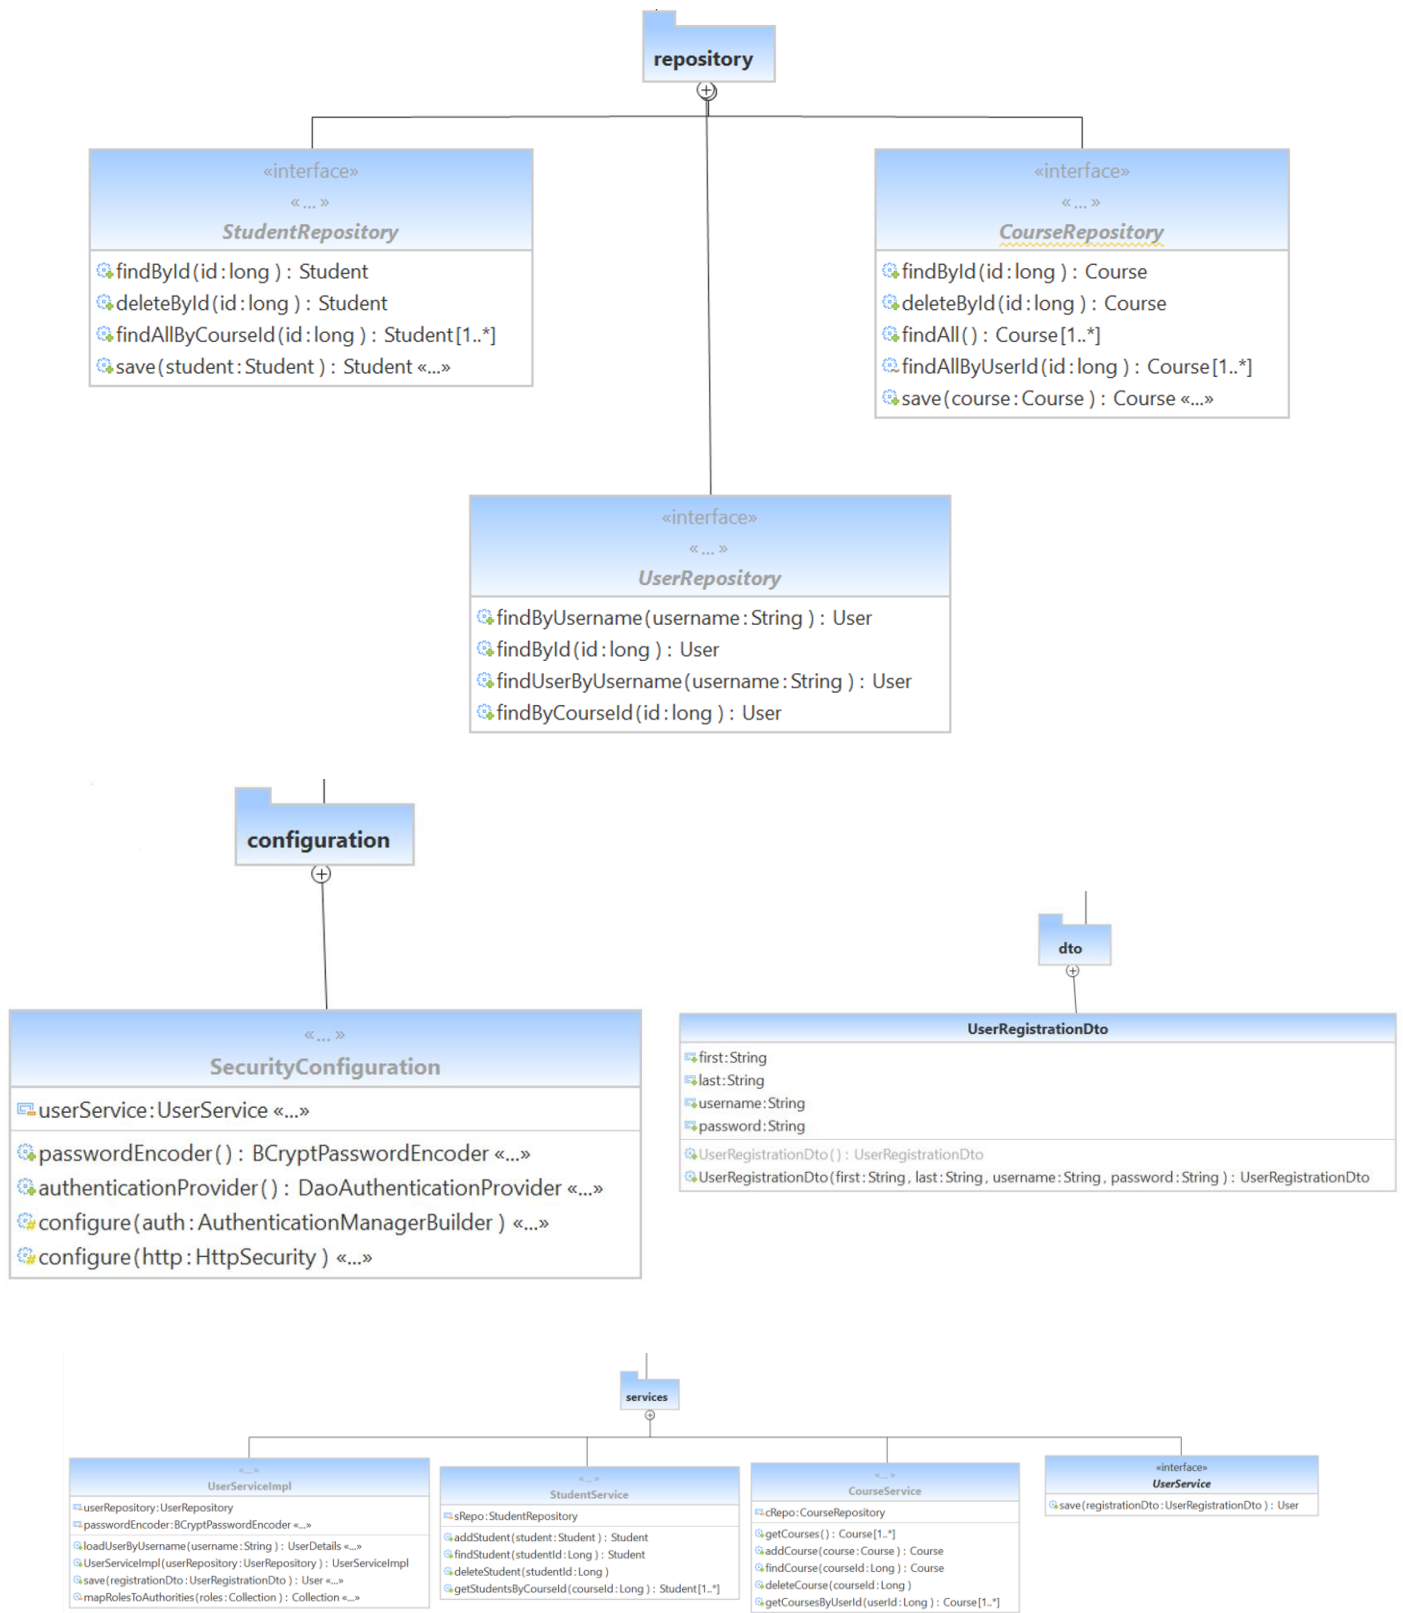 repository
«interface»
«...»
StudentRepository
findById(id:long) : Student
deleteById(id:long) : Student
findAllByCourseId(id:long) : Student[1..*]
save(student:Student) : Student «...»
«interface»
«...»
CourseRepository
findById(id:long) : Course
deleteById(id:long) : Course
findAll() : Course[1..*]
findAllByUserId(id:long) : Course[1..*]
save(course:Course) : Course «...»
«interface»
«...»
UserRepository
findByUsername(username:String) : User
findById(id:long) : User
findUserByUsername(username:String) : User
findByCourseId(id:long) : User
configuration
«...»
SecurityConfiguration
userService:UserService «...»
passwordEncoder() : BCryptPasswordEncoder «...»
authenticationProvider() : DaoAuthenticationProvider «...»
configure(auth:AuthenticationManagerBuilder) «...»
configure(http:HttpSecurity) «...»
dto
UserRegistrationDto
first:String
last:String
username:String
password:String
UserRegistrationDto() : UserRegistrationDto
UserRegistrationDto(first:String, last:String, username:String, password:String) : UserRegistrationDto
services
«...»
UserServiceImpl
userRepository:UserRepository
passwordEncoder:BCryptPasswordEncoder «...»
loadUserByUsername(username:String) : UserDetails «...»
UserServiceImpl(userRepository:UserRepository) : UserServiceImpl
save(registrationDto:UserRegistrationDto) : User «...»
mapRolesToAuthorities(roles:Collection) : Collection «...»
«...»
StudentService
sRepo:StudentRepository
addStudent(student:Student) : Student
findStudent(studentId:Long) : Student
deleteStudent(studentId:Long)
getStudentsByCourseId(courseId:Long) : Student[1..*]
«...»
CourseService
cRepo:CourseRepository
getCourses() : Course[1..*]
addCourse(course:Course) : Course
findCourse(courseId:Long) : Course
deleteCourse(courseId:Long)
getCoursesByUserId(userId:Long) : Course[1..*]
«interface»
UserService
save(registrationDto:UserRegistrationDto) : User